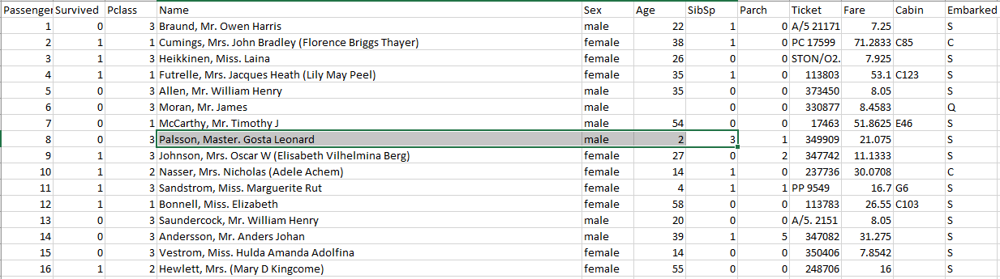 Passenger Survived Pclass Name Sex Age SibSp Parch Ticket Fare Cabin Embarked
1 0 3 Braund, Mr. Owen Harris male 22 1 0 A/5 21171 7.25 S
2 1 1 Cumings, Mrs. John Bradley (Florence Briggs Thayer) female 38 1 0 PC 17599 71.2833 C85 C
3 1 3 Heikkinen, Miss. Laina female 26 0 0 STON/O2. 7.925 S
4 1 1 Futrelle, Mrs. Jacques Heath (Lily May Peel) female 35 1 0 113803 53.1 C123 S
5 0 3 Allen, Mr. William Henry male 35 0 0 373450 8.05 S
6 0 3 Moran, Mr. James male 0 0 330877 8.4583 Q
7 0 1 McCarthy, Mr. Timothy J male 54 0 0 17463 51.8625 E46 S
8 0 3 Palsson, Master. Gosta Leonard male 2 3 1 349909 21.075 S
9 1 3 Johnson, Mrs. Oscar W (Elisabeth Vilhelmina Berg) female 27 0 2 347742 11.1333 S
10 1 2 Nasser, Mrs. Nicholas (Adele Achem) female 14 1 0 237736 30.0708 C
11 1 3 Sandstrom, Miss. Marguerite Rut female 4 1 1 PP 9549 16.7 G6 S
12 1 1 Bonnell, Miss. Elizabeth female 58 0 0 113783 26.55 C103 S
13 0 3 Saundercock, Mr. William Henry male 20 0 0 A/5. 2151 8.05 S
14 0 3 Andersson, Mr. Anders Johan male 39 1 5 347082 31.275 S
15 0 3 Vestrom, Miss. Hulda Amanda Adolfina female 14 0 0 350406 7.8542 S
16 1 2 Hewlett, Mrs. (Mary D Kingcome) female 55 0 0 248706 16 S